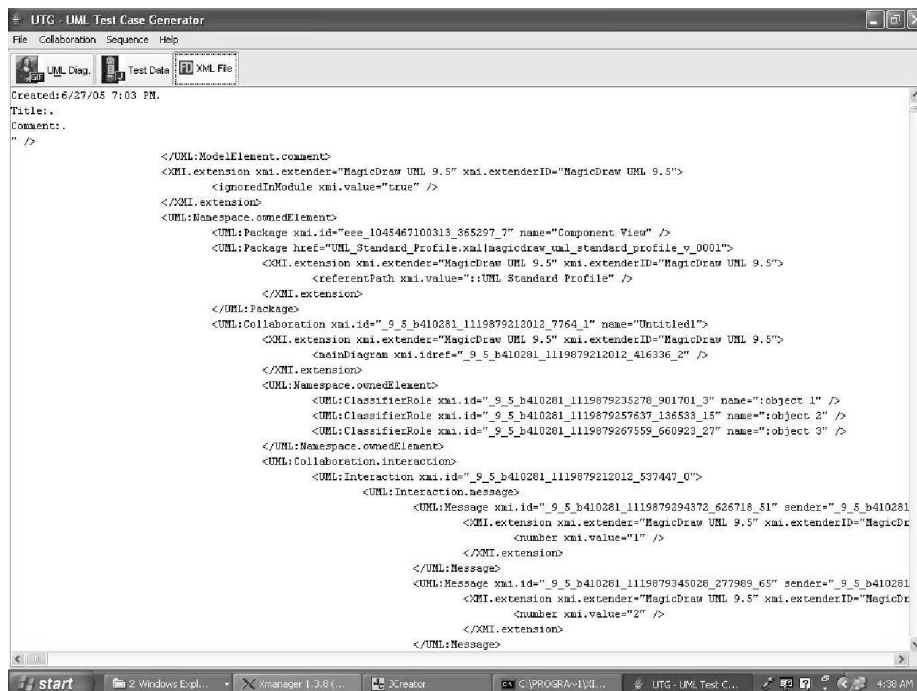 UTG - UML Test Case Generator
File Collaboration Sequence Help
UML Diag. Test Data XML File
Created:6/27/05 7:03 PM.
Title:.
Comment:.
" />
</UML:ModelElement.comment>
<XMI.extension xmi.extender="MagicDraw UML 9.5" xmi.extenderID="MagicDraw UML 9.5">
<ignoredInModule xmi.value="true" />
</XMI.extension>
<UML:Namespace.ownedElement>
<UML:Package xmi.id="eee_1045467100313_365297_7" name="Component View" />
<UML:Package href="UML_Standard_Profile.xml|magicdraw_uml_standard_profile_v_0001">
<XMI.extension xmi.extender="MagicDraw UML 9.5" xmi.extenderID="MagicDraw UML 9.5">
<referentPath xmi.value="::UML Standard Profile" />
</XMI.extension>
</UML:Package>
<UML:Collaboration xmi.id="_9_5_b410281_1119879212012_7764_1" name="Untitled1">
<XMI.extension xmi.extender="MagicDraw UML 9.5" xmi.extenderID="MagicDraw UML 9.5">
<mainDiagram xmi.idref="_9_5_b410281_1119879212012_416336_2" />
</XMI.extension>
<UML:Namespace.ownedElement>
<UML:ClassifierRole xmi.id="_9_5_b410281_1119879235278_901701_3" name=":object 1" />
<UML:ClassifierRole xmi.id="_9_5_b410281_1119879257637_136533_15" name=":object 2" />
<UML:ClassifierRole xmi.id="_9_5_b410281_1119879267559_660923_27" name=":object 3" />
</UML:Namespace.ownedElement>
<UML:Collaboration.interaction>
<UML:Interaction xmi.id="_9_5_b410281_1119879212012_537447_0">
<UML:Interaction.message>
<UML:Message xmi.id="_9_5_b410281_1119879294372_626718_51" sender="_9_5_b410281
<XMI.extension xmi.extender="MagicDraw UML 9.5" xmi.extenderID="MagicDr
<number xmi.value="1" />
</XMI.extension>
</UML:Message>
<UML:Message xmi.id="_9_5_b410281_1119879345028_277989_65" sender="_9_5_b410281
<XMI.extension xmi.extender="MagicDraw UML 9.5" xmi.extenderID="MagicDr
<number xmi.value="2" />
</XMI.extension>
</UML:Message>
start 2 Windows Expl... Xmanager 1.3.8 (... JCreator C:\PROGRA~1\XI... UTG - UML Test C... 4:38 AM